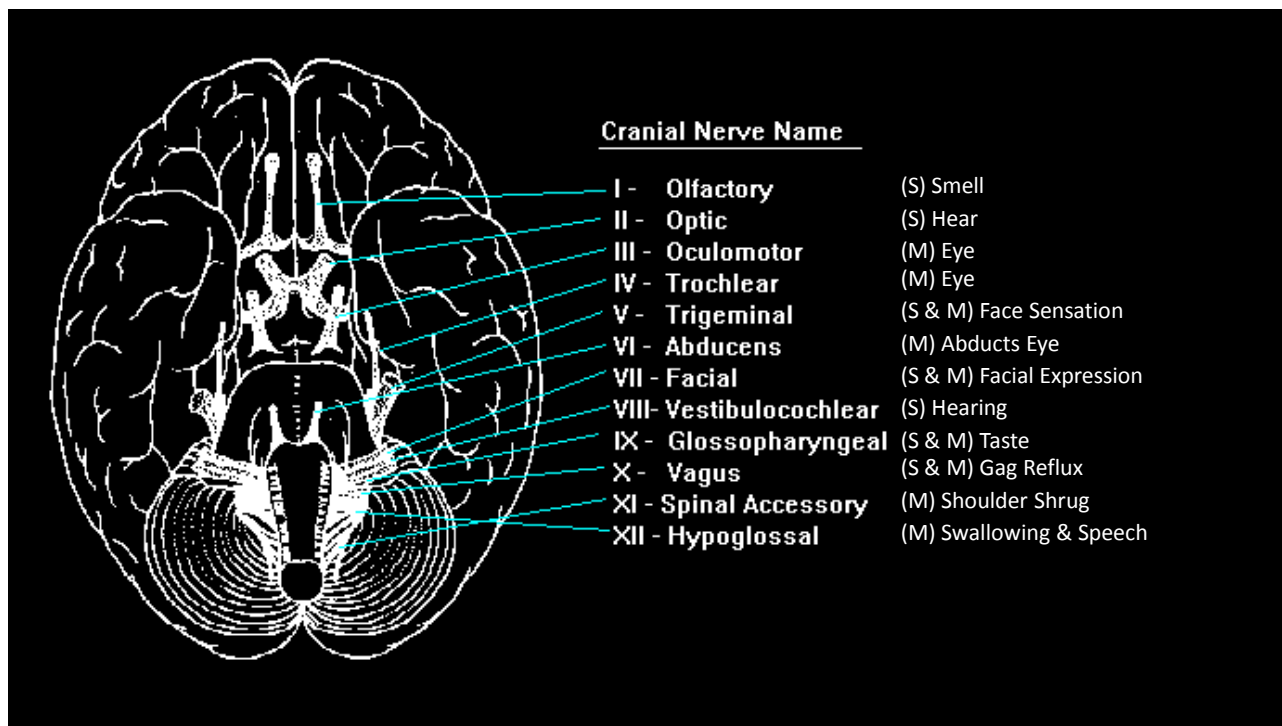 Cranial Nerve Name
I - Olfactory (S) Smell
II - Optic (S) Hear
III - Oculomotor (M) Eye
IV - Trochlear (M) Eye
V - Trigeminal (S & M) Face Sensation
VI - Abducens (M) Abducts Eye
VII - Facial (S & M) Facial Expression
VIII- Vestibulocochlear (S) Hearing
IX - Glossopharyngeal (S & M) Taste
X - Vagus (S & M) Gag Reflux
XI - Spinal Accessory (M) Shoulder Shrug
XII - Hypoglossal (M) Swallowing & Speech